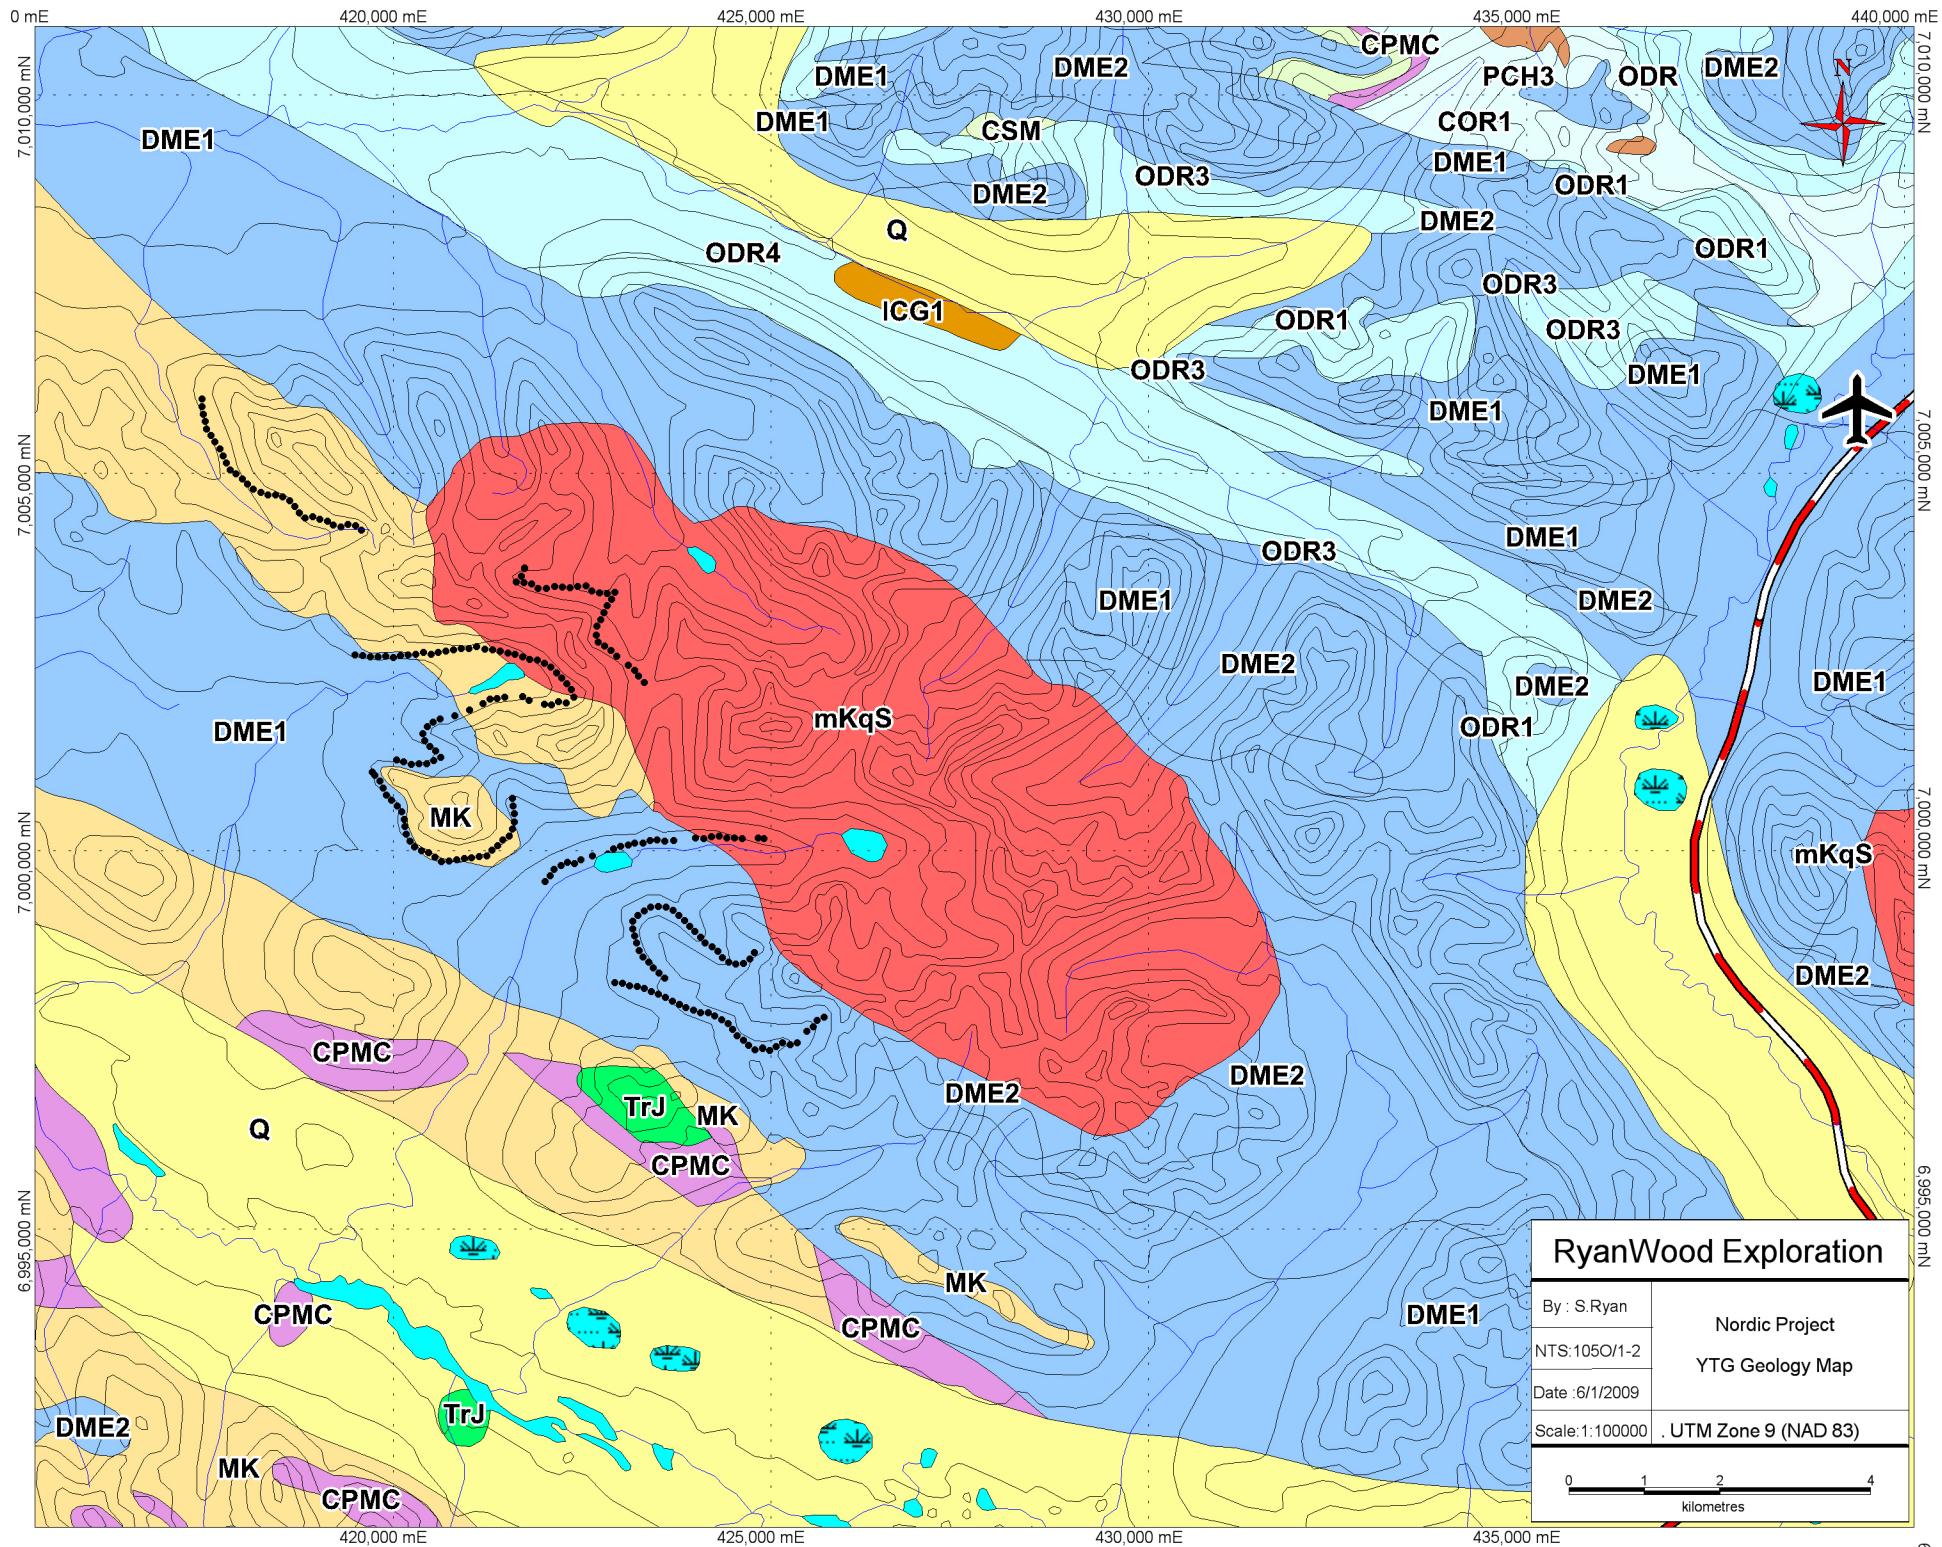 0 mE
420,000 mE
425,000 mE
430,000 mE
435,000 mE
440,000 mE
7,010,000 mN
7,010,000 mN
CPMC
DME1
DME2
PCH3
ODR
DME2
N
DME1
CSM
COR1
DME1
DME1
ODR3
DME2
ODR1
DME2
Q
ODR4
ODR1
ODR3
ICG1
ODR1
ODR3
ODR3
DME1
DME1
7,005,000 mN
7,005,000 mN
DME1
ODR3
DME1
DME2
DME2
DME2
DME1
DME1
mKqS
ODR1
MK
mKqS
7,000,000 mN
7,000,000 mN
DME2
CPMC
DME2
DME2
TrJ
MK
Q
CPMC
6,995,000 mN
6,995,000 mN
MK
CPMC
CPMC
DME1
TrJ
DME2
MK
CPMC
RyanWood Exploration
By : S.Ryan
NTS:105O/1-2
Date :6/1/2009
Scale:1:100000
Nordic Project
YTG Geology Map
. UTM Zone 9 (NAD 83)
0 1 2 4
kilometres
420,000 mE
425,000 mE
430,000 mE
435,000 mE